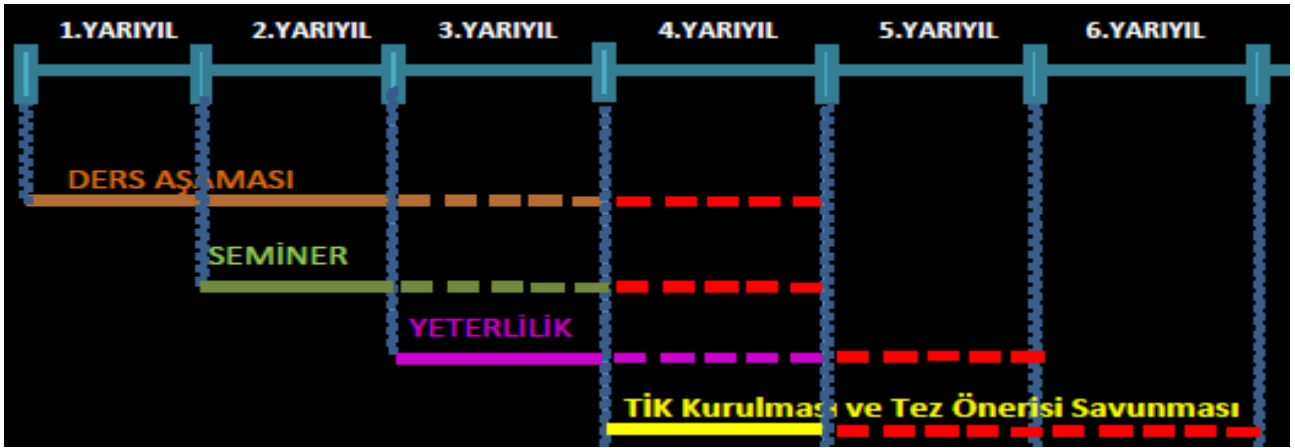 1.YARIYIL 2.YARIYIL 3.YARIYIL 4.YARIYIL 5.YARIYIL 6.YARIYIL
DERS AŞAMASI
SEMİNER
YETERLİLİK
TİK Kurulması ve Tez Önerisi Savunması